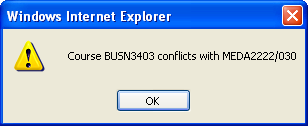 Windows Internet Explorer
Course BUSN3403 conflicts with MEDA2222/030
OK